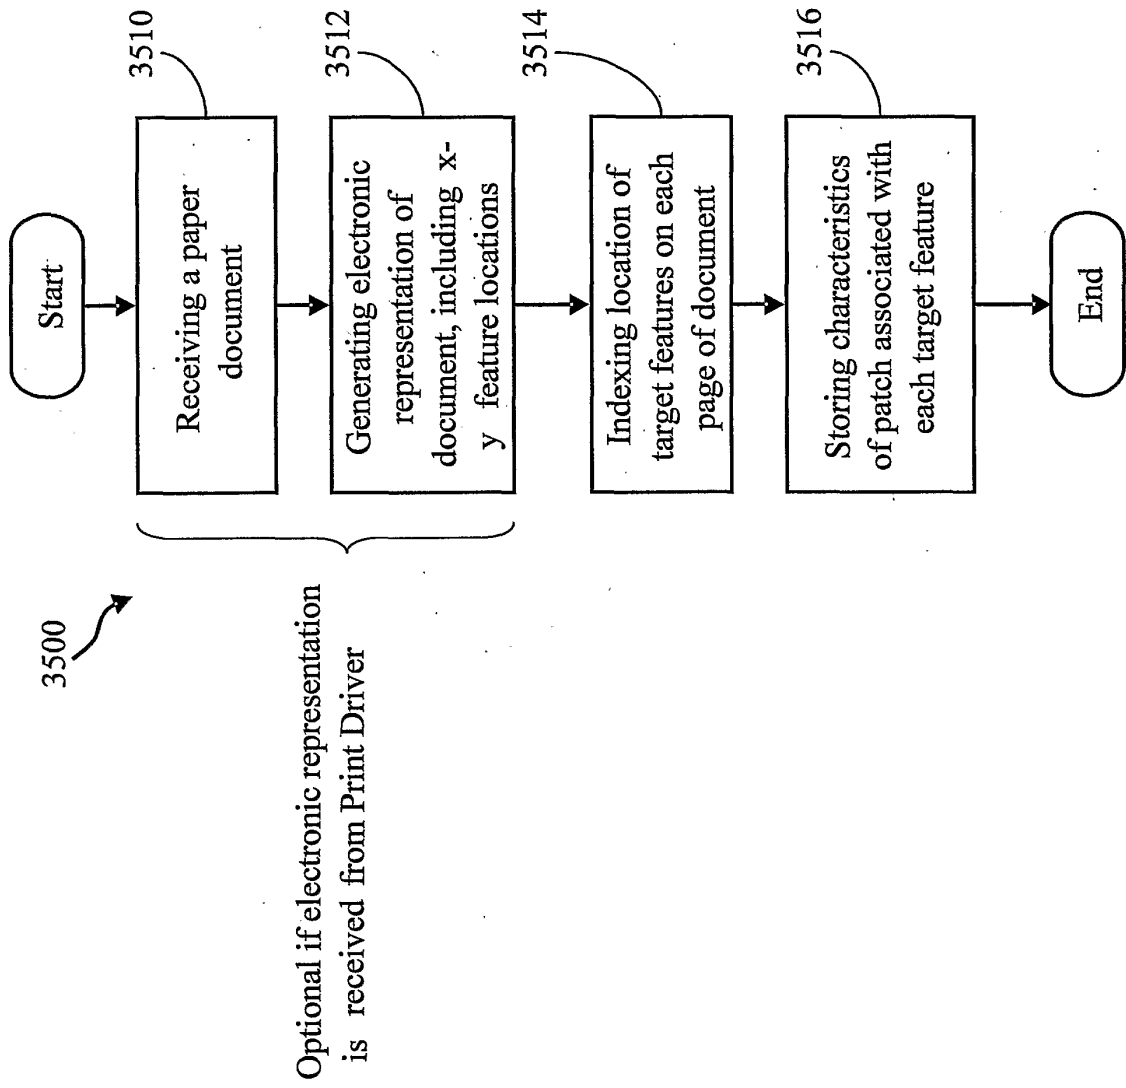 3500
Start
3510
Receiving a paper
document
3512
Generating electronic
representation of
document, including x-
y feature locations
Optional if electronic representation
is received from Print Driver
3514
Indexing location of
target features on each
page of document
3516
Storing characteristics
of patch associated with
each target feature
End